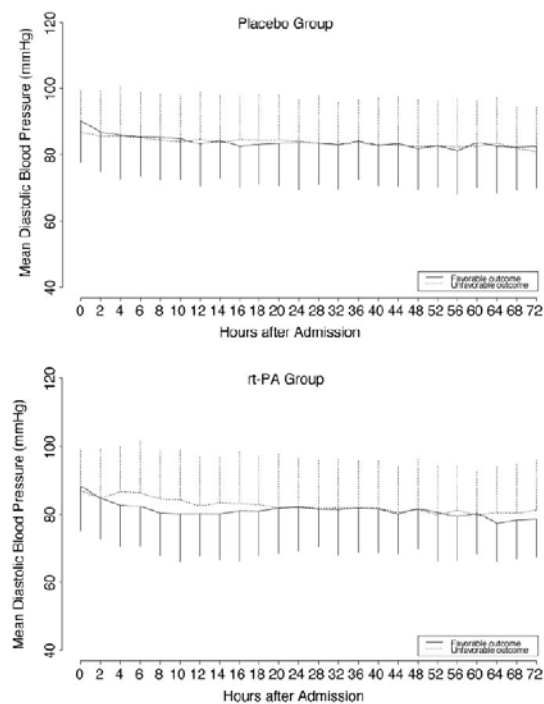 Placebo Group
Mean Diastolic Blood Pressure (mmHg)
120
100
80
60
40
Favorable outcome
Unfavorable outcome
0 2 4 6 8 10 12 14 16 18 20 24 28 32 36 40 44 48 52 56 60 64 68 72
Hours after Admission
rt-PA Group
Mean Diastolic Blood Pressure (mmHg)
120
100
80
60
40
Favorable outcome
Unfavorable outcome
0 2 4 6 8 10 12 14 16 18 20 24 28 32 36 40 44 48 52 56 60 64 68 72
Hours after Admission